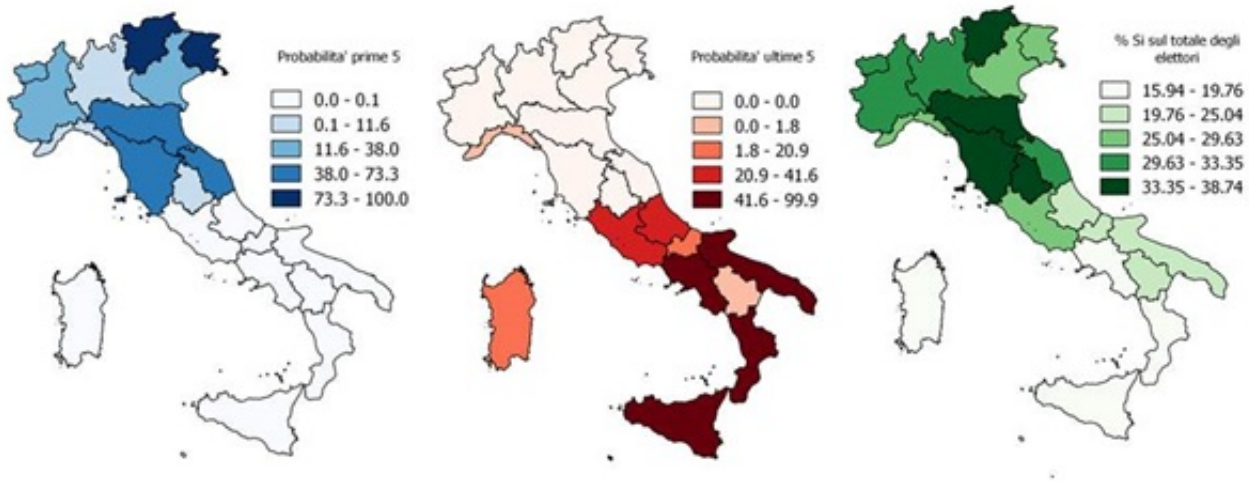 Probabilita' prime 5
0.0 - 0.1
0.1 - 11.6
11.6 - 38.0
38.0 - 73.3
73.3 - 100.0
Probabilita' ultime 5
0.0 - 0.0
0.0 - 1.8
1.8 - 20.9
20.9 - 41.6
41.6 - 99.9
% Si sul totale degli
elettori
15.94 - 19.76
19.76 - 25.04
25.04 - 29.63
29.63 - 33.35
33.35 - 38.74